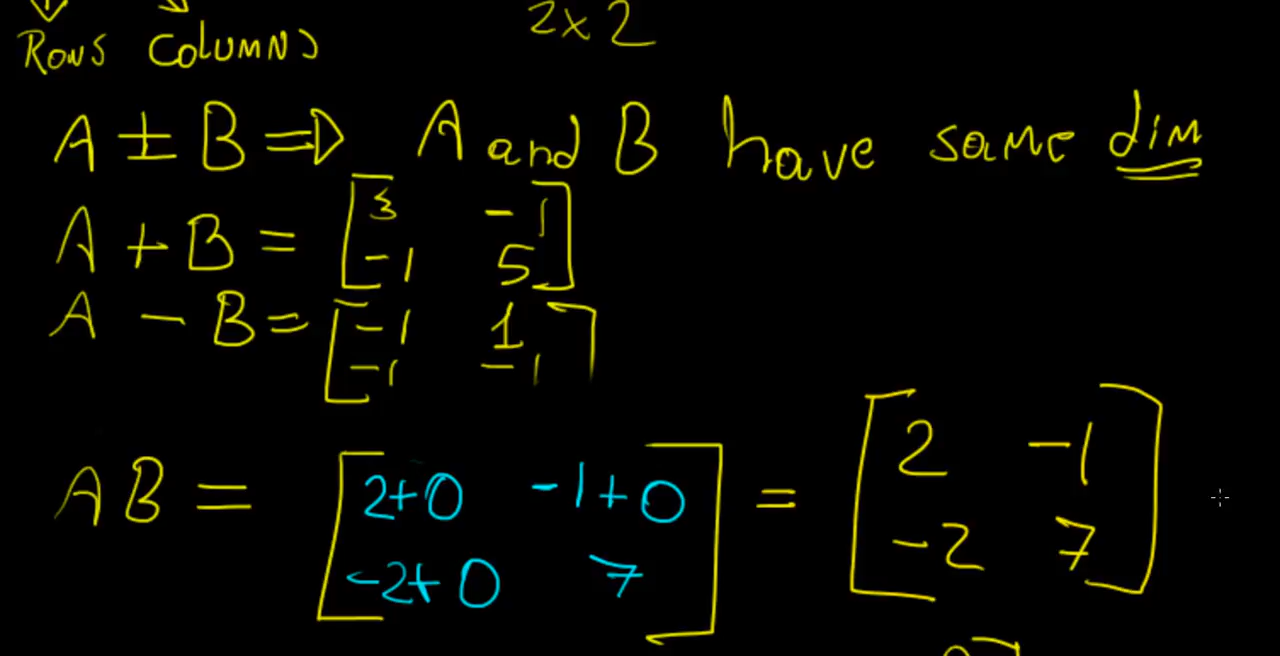 2x2
Rows Columns
A ± B ⇒ A and B have same dim
A + B = [3 -1
-1 5]
A - B = [-1 1
-1 -1]
AB = [2+0 -1+0
-2+0 7] = [2 -1
-2 7]